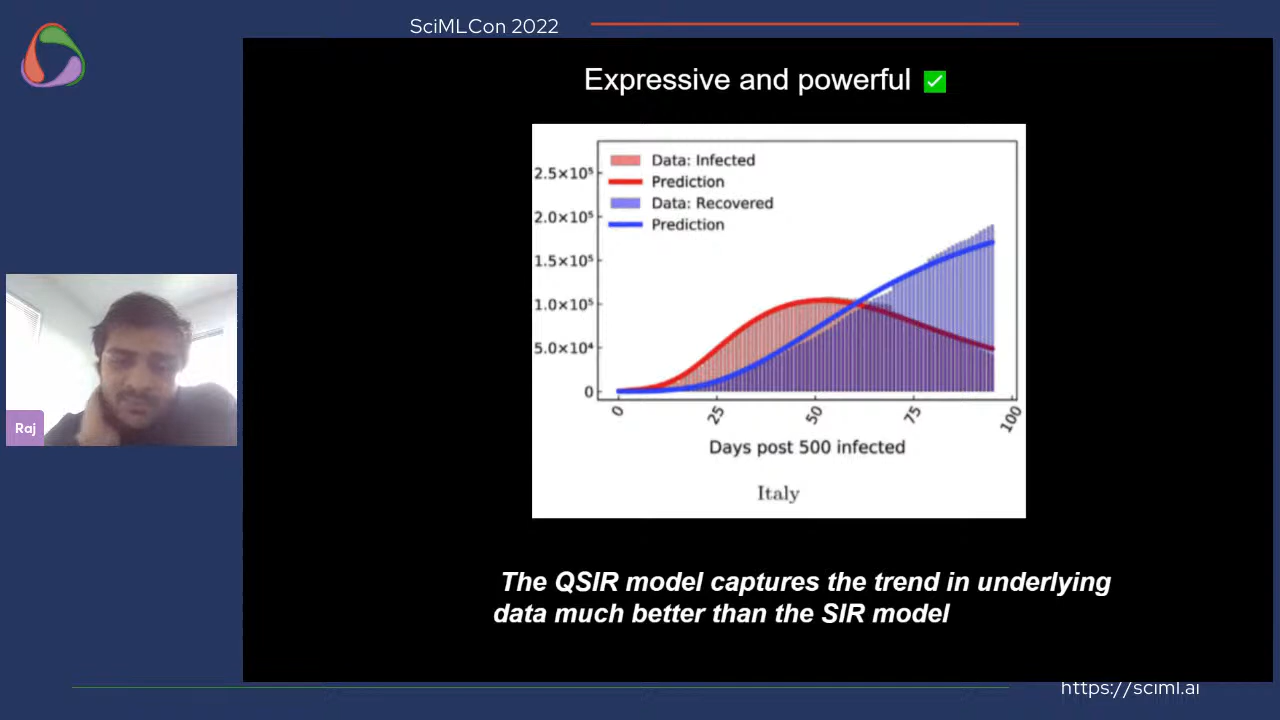 SciMLCon 2022
Expressive and powerful ✅
Data: Infected
Prediction
Data: Recovered
Prediction
2.5×10⁵
2.0×10⁵
1.5×10⁵
1.0×10⁵
5.0×10⁴
0
0 25 50 75 100
Days post 500 infected
Italy
The QSIR model captures the trend in underlying
data much better than the SIR model
Raj
https://sciml.ai